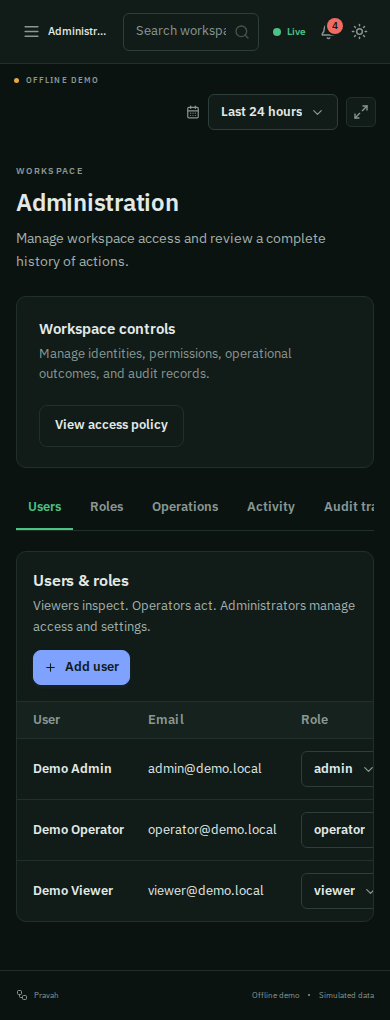 Administr...
Search workspa
Live
4
OFFLINE DEMO
Last 24 hours
WORKSPACE
Administration
Manage workspace access and review a complete
history of actions.
Workspace controls
Manage identities, permissions, operational
outcomes, and audit records.
View access policy
Users Roles Operations Activity Audit tra
Users & roles
Viewers inspect. Operators act. Administrators manage
access and settings.
Add user
User Email Role
Demo Admin admin@demo.local admin
Demo Operator operator@demo.local operator
Demo Viewer viewer@demo.local viewer
Pravah Offline demo • Simulated data